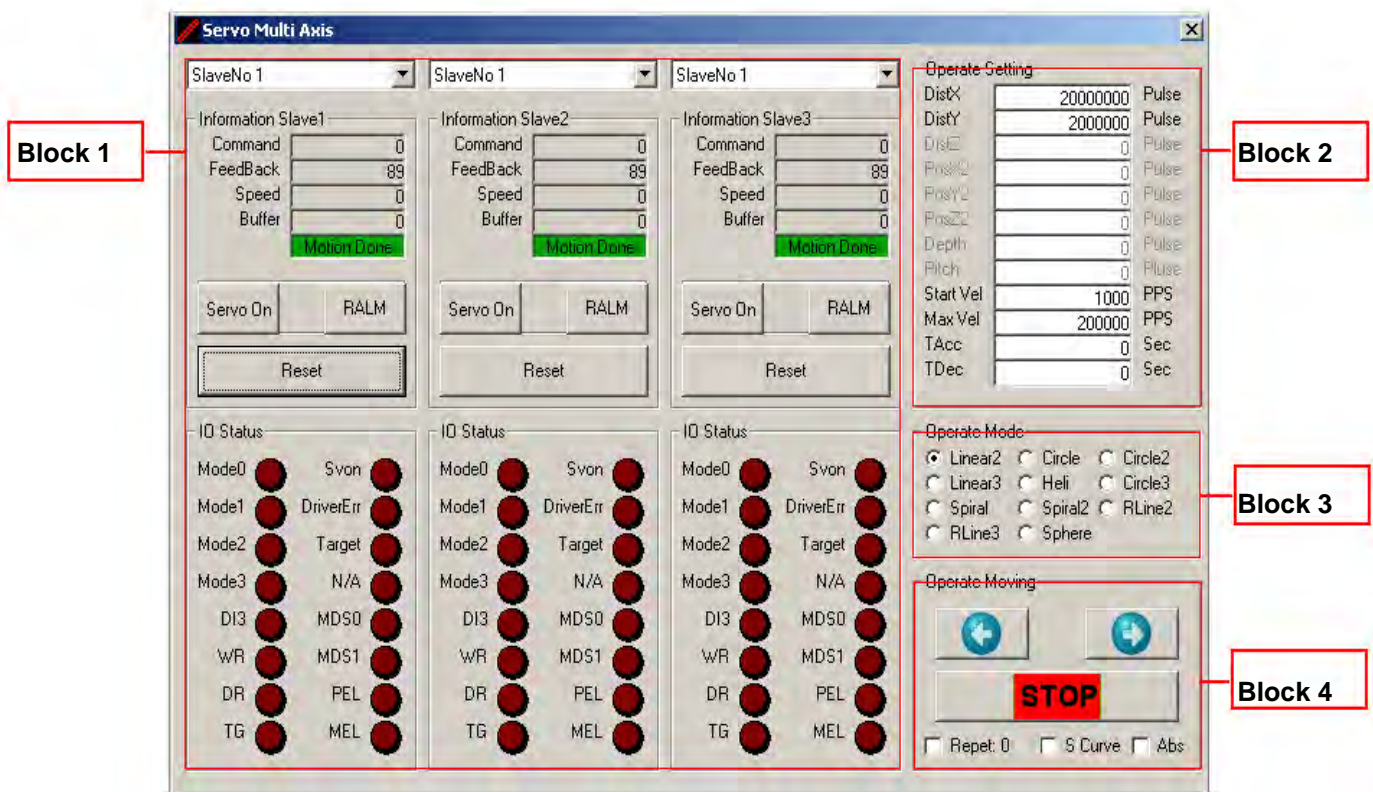 Servo Multi Axis
Block 1
SlaveNo 1
Information Slave1
Command 0
FeedBack 89
Speed 0
Buffer 0
Motion Done
Servo On RALM
Reset
IO Status
Mode0 Svon
Mode1 DriverErr
Mode2 Target
Mode3 N/A
DI3 MDS0
WR MDS1
DR PEL
TG MEL
SlaveNo 1
Information Slave2
Command 0
FeedBack 89
Speed 0
Buffer 0
Motion Done
Servo On RALM
Reset
IO Status
Mode0 Svon
Mode1 DriverErr
Mode2 Target
Mode3 N/A
DI3 MDS0
WR MDS1
DR PEL
TG MEL
SlaveNo 1
Information Slave3
Command 0
FeedBack 89
Speed 0
Buffer 0
Motion Done
Servo On RALM
Reset
IO Status
Mode0 Svon
Mode1 DriverErr
Mode2 Target
Mode3 N/A
DI3 MDS0
WR MDS1
DR PEL
TG MEL
Block 2
Operate Setting
DistX 20000000 Pulse
DistY 2000000 Pulse
DistZ 0 Pulse
PosX2 0 Pulse
PosY2 0 Pulse
PosZ2 0 Pulse
Depth 0 Pulse
Pitch 0 Pluse
Start Vel 1000 PPS
Max Vel 200000 PPS
TAcc 0 Sec
TDec 0 Sec
Block 3
Operate Mode
Linear2 Circle Circle2
Linear3 Heli Circle3
Spiral Spiral2 RLine2
RLine3 Sphere
Block 4
Operate Moving
STOP
Repet: 0 S Curve Abs